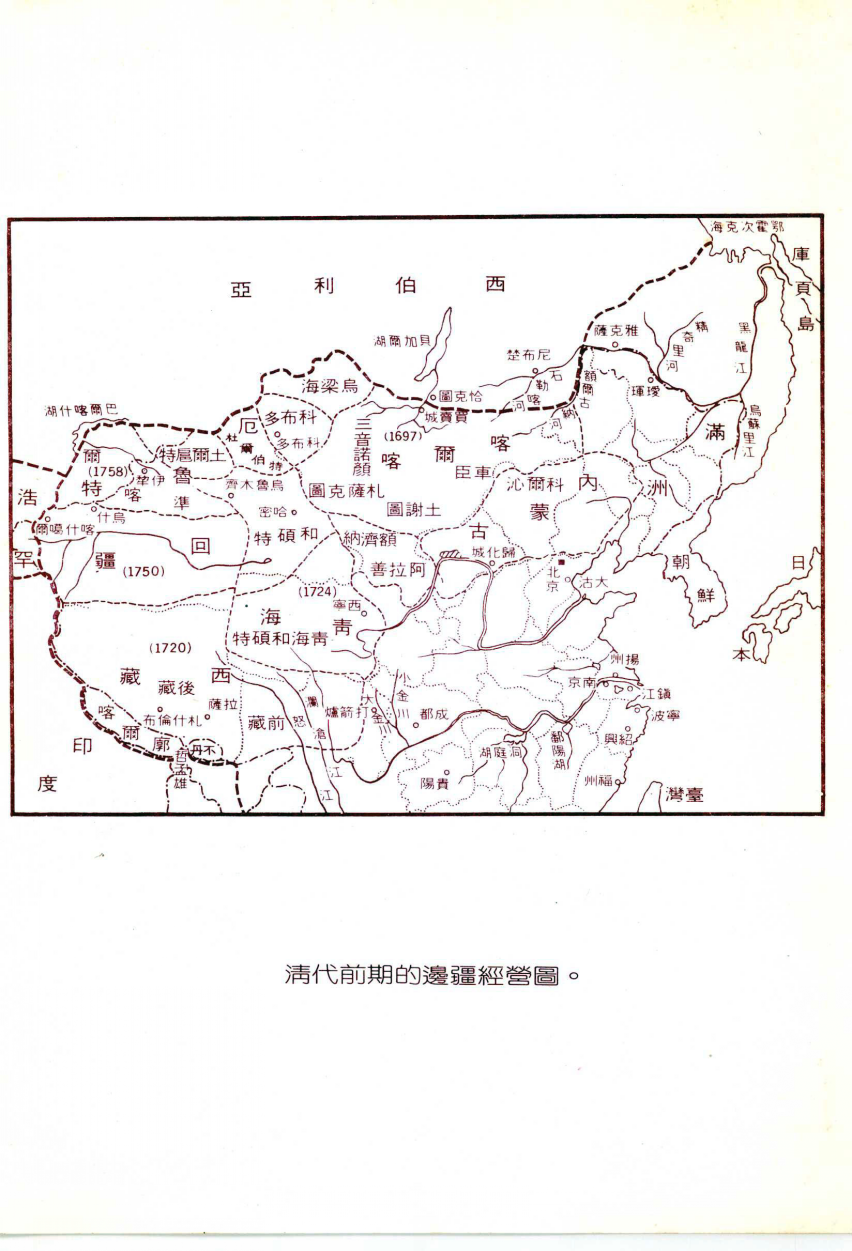 鄂霍次克海
庫頁島
西伯利亞
貝加爾湖
尼布楚
石勒喀河
額爾古納河
雅克薩
精奇里河
黑龍江
璦琿
烏蘇里江
滿洲
烏梁海
恰克圖
買賣城
巴爾喀什湖
厄魯特
科布多
科布多
杜爾伯特
三音諾顏
(1697)
喀爾喀
車臣
土謝圖
札薩克圖
土爾扈特
烏魯木齊
準
喀
爾
(1758)
伊犂
哈密
和碩特
額濟納
阿拉善
內蒙古
科爾沁
歸化城
浩罕
喀什噶爾
烏什
回疆
(1750)
(1724)
西寧
青海
青海和碩特
北京
大沽
朝鮮
日本
(1720)
西藏
後藏
前藏
拉薩
札什倫布
廓爾喀
不丹
哲孟雄
印度
怒江
瀾滄江
打箭爐
大金川
小金川
成都
貴陽
洞庭湖
鄱陽湖
揚州
南京
鎮江
寧波
紹興
福州
臺灣
清代前期的邊疆經營圖。